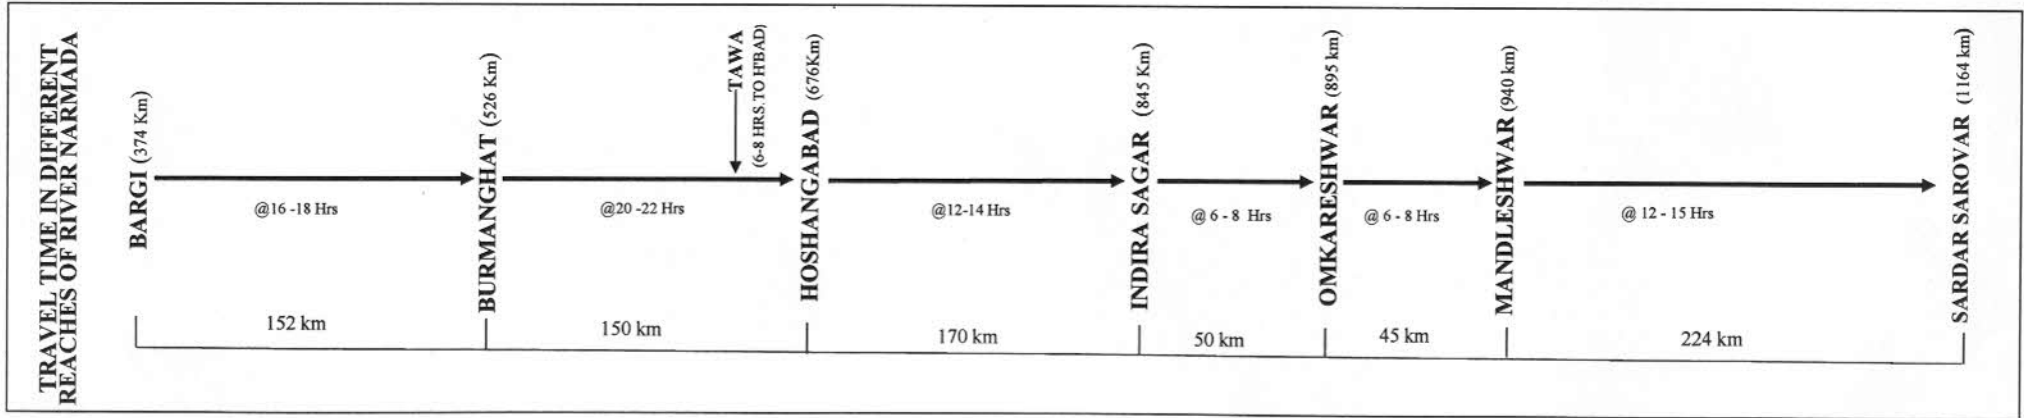 TRAVEL TIME IN DIFFERENT
REACHES OF RIVER NARMADA
BARGI (374 Km)
@16 -18 Hrs
BURMANGHAT (526 Km)
@20 -22 Hrs
TAWA
(6-8 HRS.TO H'BAD)
HOSHANGABAD (676Km)
@12-14 Hrs
INDIRA SAGAR (845 Km)
@ 6 - 8 Hrs
OMKARESHWAR (895 km)
@ 6 - 8 Hrs
MANDLESHWAR (940 km)
@ 12 - 15 Hrs
SARDAR SAROVAR (1164 km)
152 km
150 km
170 km
50 km
45 km
224 km